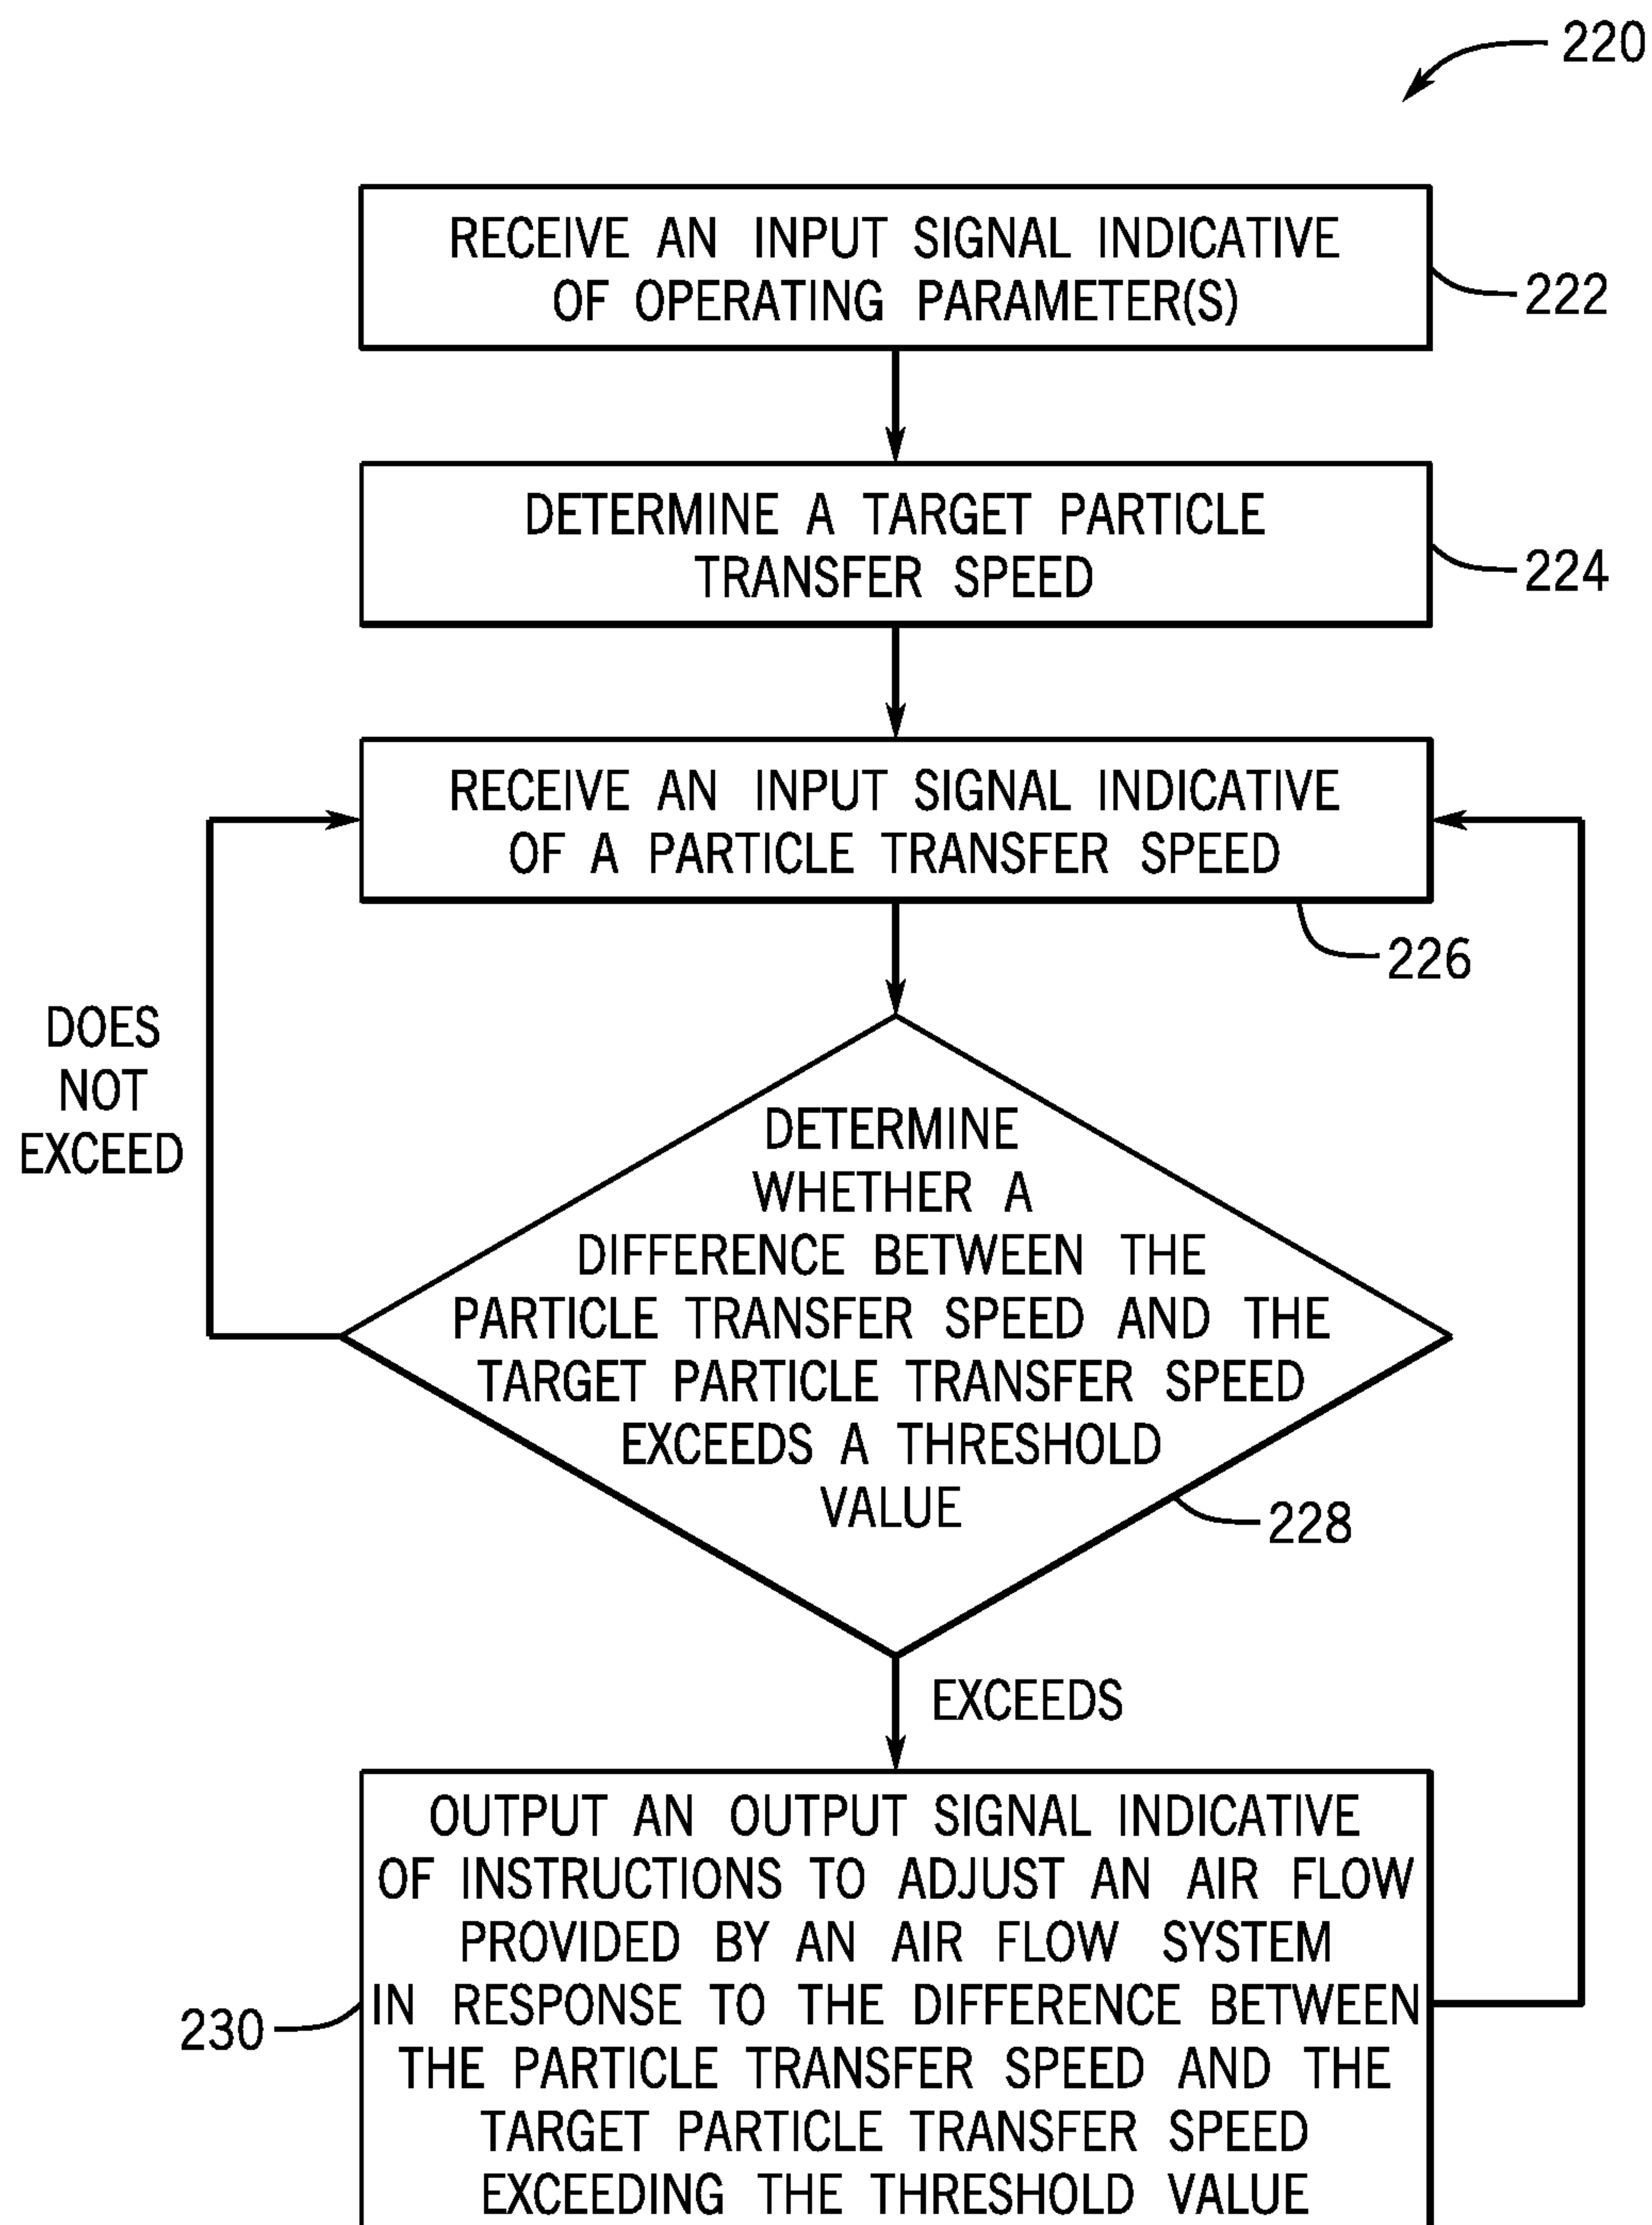 220
RECEIVE AN INPUT SIGNAL INDICATIVE
OF OPERATING PARAMETER(S)
222
DETERMINE A TARGET PARTICLE
TRANSFER SPEED
224
RECEIVE AN INPUT SIGNAL INDICATIVE
OF A PARTICLE TRANSFER SPEED
226
DOES
NOT
EXCEED
DETERMINE
WHETHER A
DIFFERENCE BETWEEN THE
PARTICLE TRANSFER SPEED AND THE
TARGET PARTICLE TRANSFER SPEED
EXCEEDS A THRESHOLD
VALUE
228
EXCEEDS
OUTPUT AN OUTPUT SIGNAL INDICATIVE
OF INSTRUCTIONS TO ADJUST AN AIR FLOW
PROVIDED BY AN AIR FLOW SYSTEM
IN RESPONSE TO THE DIFFERENCE BETWEEN
THE PARTICLE TRANSFER SPEED AND THE
TARGET PARTICLE TRANSFER SPEED
EXCEEDING THE THRESHOLD VALUE
230